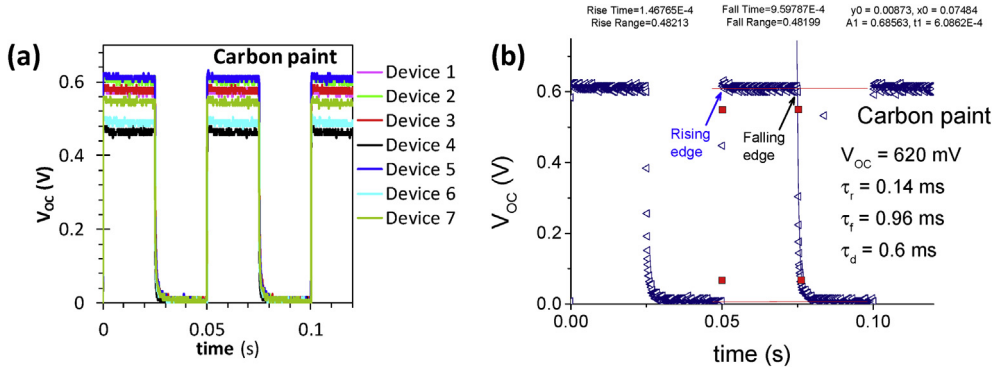 (a)
Carbon paint
Device 1
Device 2
Device 3
Device 4
Device 5
Device 6
Device 7
V_OC (V)
0.6
0.4
0.2
0
0 0.05 0.1
time (s)
(b)
Rise Time=1.46765E-4 Fall Time=9.59787E-4 y0 = 0.00873, x0 = 0.07484
Rise Range=0.48213 Fall Range=0.48199 A1 = 0.68563, t1 = 6.0862E-4
V_OC (V)
0.6
0.4
0.2
0.0
Rising
edge
Falling
edge
Carbon paint
V_OC = 620 mV
τ_r = 0.14 ms
τ_f = 0.96 ms
τ_d = 0.6 ms
0.00 0.05 0.10
time (s)